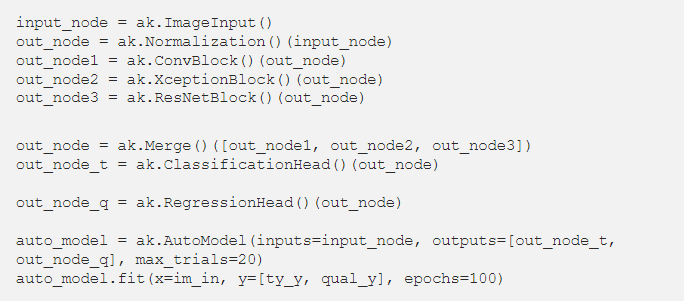 input_node = ak.ImageInput()
out_node = ak.Normalization()(input_node)
out_node1 = ak.ConvBlock()(out_node)
out_node2 = ak.XceptionBlock()(out_node)
out_node3 = ak.ResNetBlock()(out_node)
out_node = ak.Merge()([out_node1, out_node2, out_node3])
out_node_t = ak.ClassificationHead()(out_node)
out_node_q = ak.RegressionHead()(out_node)
auto_model = ak.AutoModel(inputs=input_node, outputs=[out_node_t,
out_node_q], max_trials=20)
auto_model.fit(x=im_in, y=[ty_y, qual_y], epochs=100)